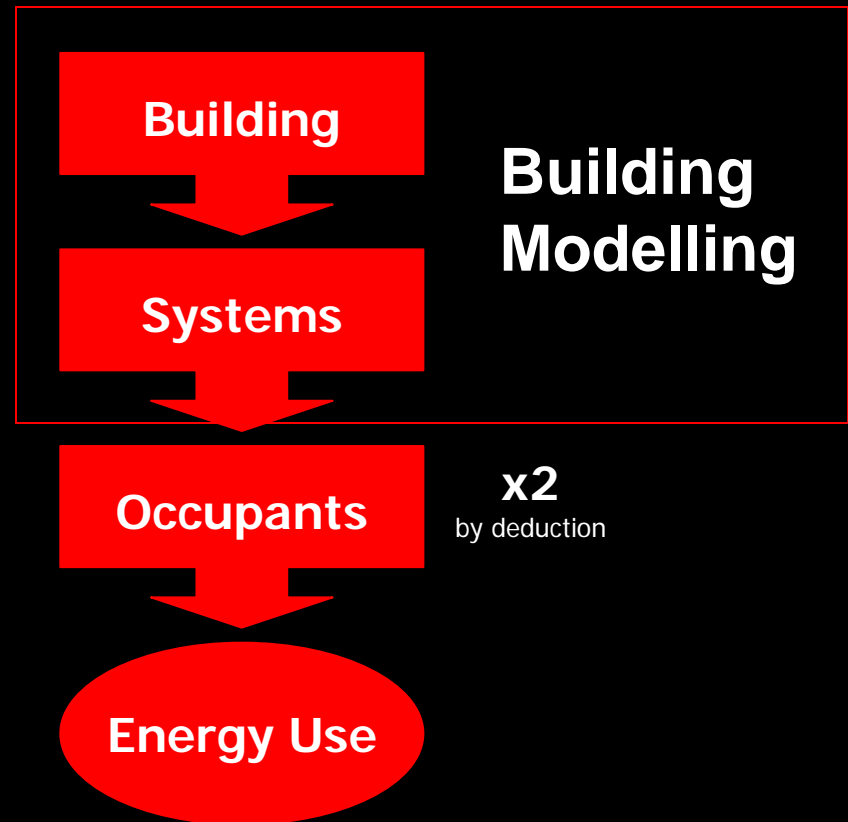 Building
Building
Modelling
Systems
Occupants
x2
by deduction
Energy Use